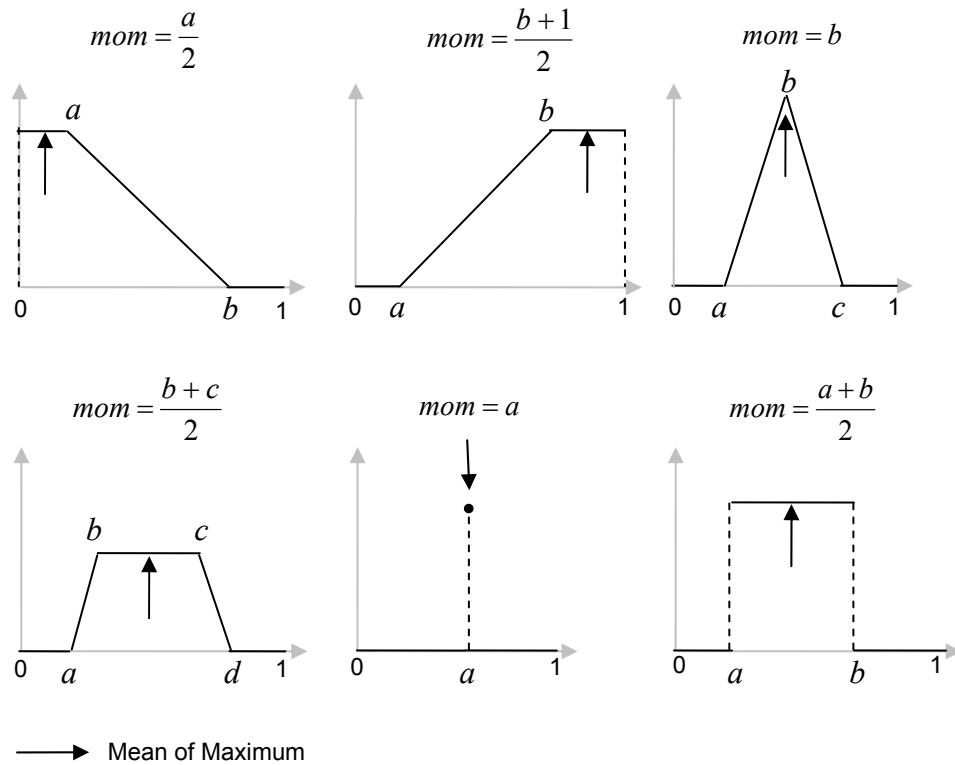 mom = a/2
mom = (b + 1)/2
mom = b
a
b
b
0
b
1
0
a
1
0
a
c
1
mom = (b + c)/2
mom = a
mom = (a + b)/2
b
c
0
a
d
1
0
a
1
0
a
b
1
Mean of Maximum